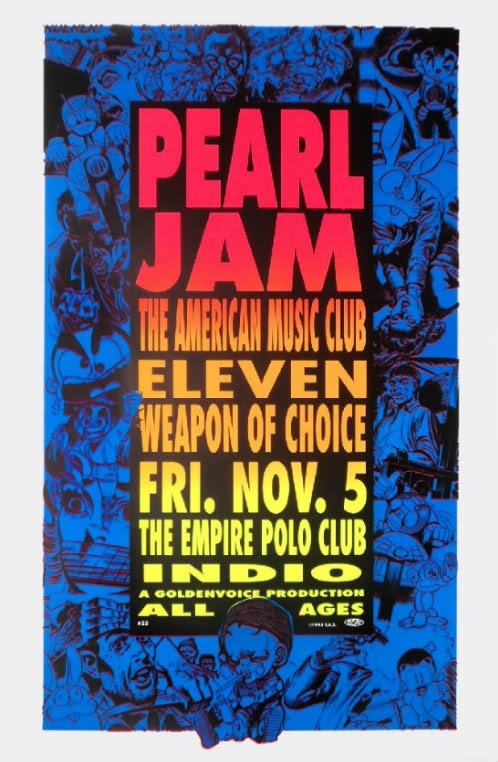 PEARL
JAM
THE AMERICAN MUSIC CLUB
ELEVEN
WEAPON OF CHOICE
FRI. NOV. 5
THE EMPIRE POLO CLUB
INDIO
A GOLDENVOICE PRODUCTION
ALL AGES
#55